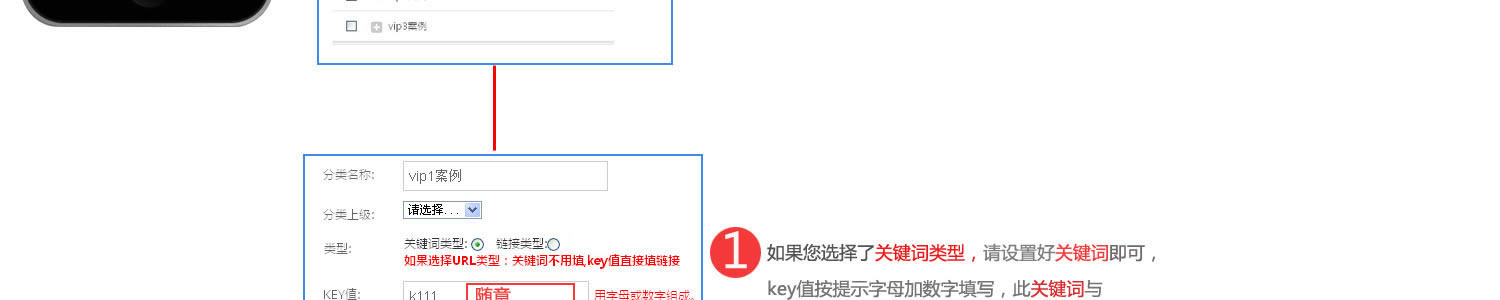 vip3案例
分类名称: vip1案例
分类上级: 请选择...
类型: 关键词类型: 链接类型:
如果选择URL类型：关键词不用填,key值直接填链接
KEY值: k111 随意 用字母或数字组成。
1 如果您选择了关键词类型，请设置好关键词即可，
key值按提示字母加数字填写，此关键词与